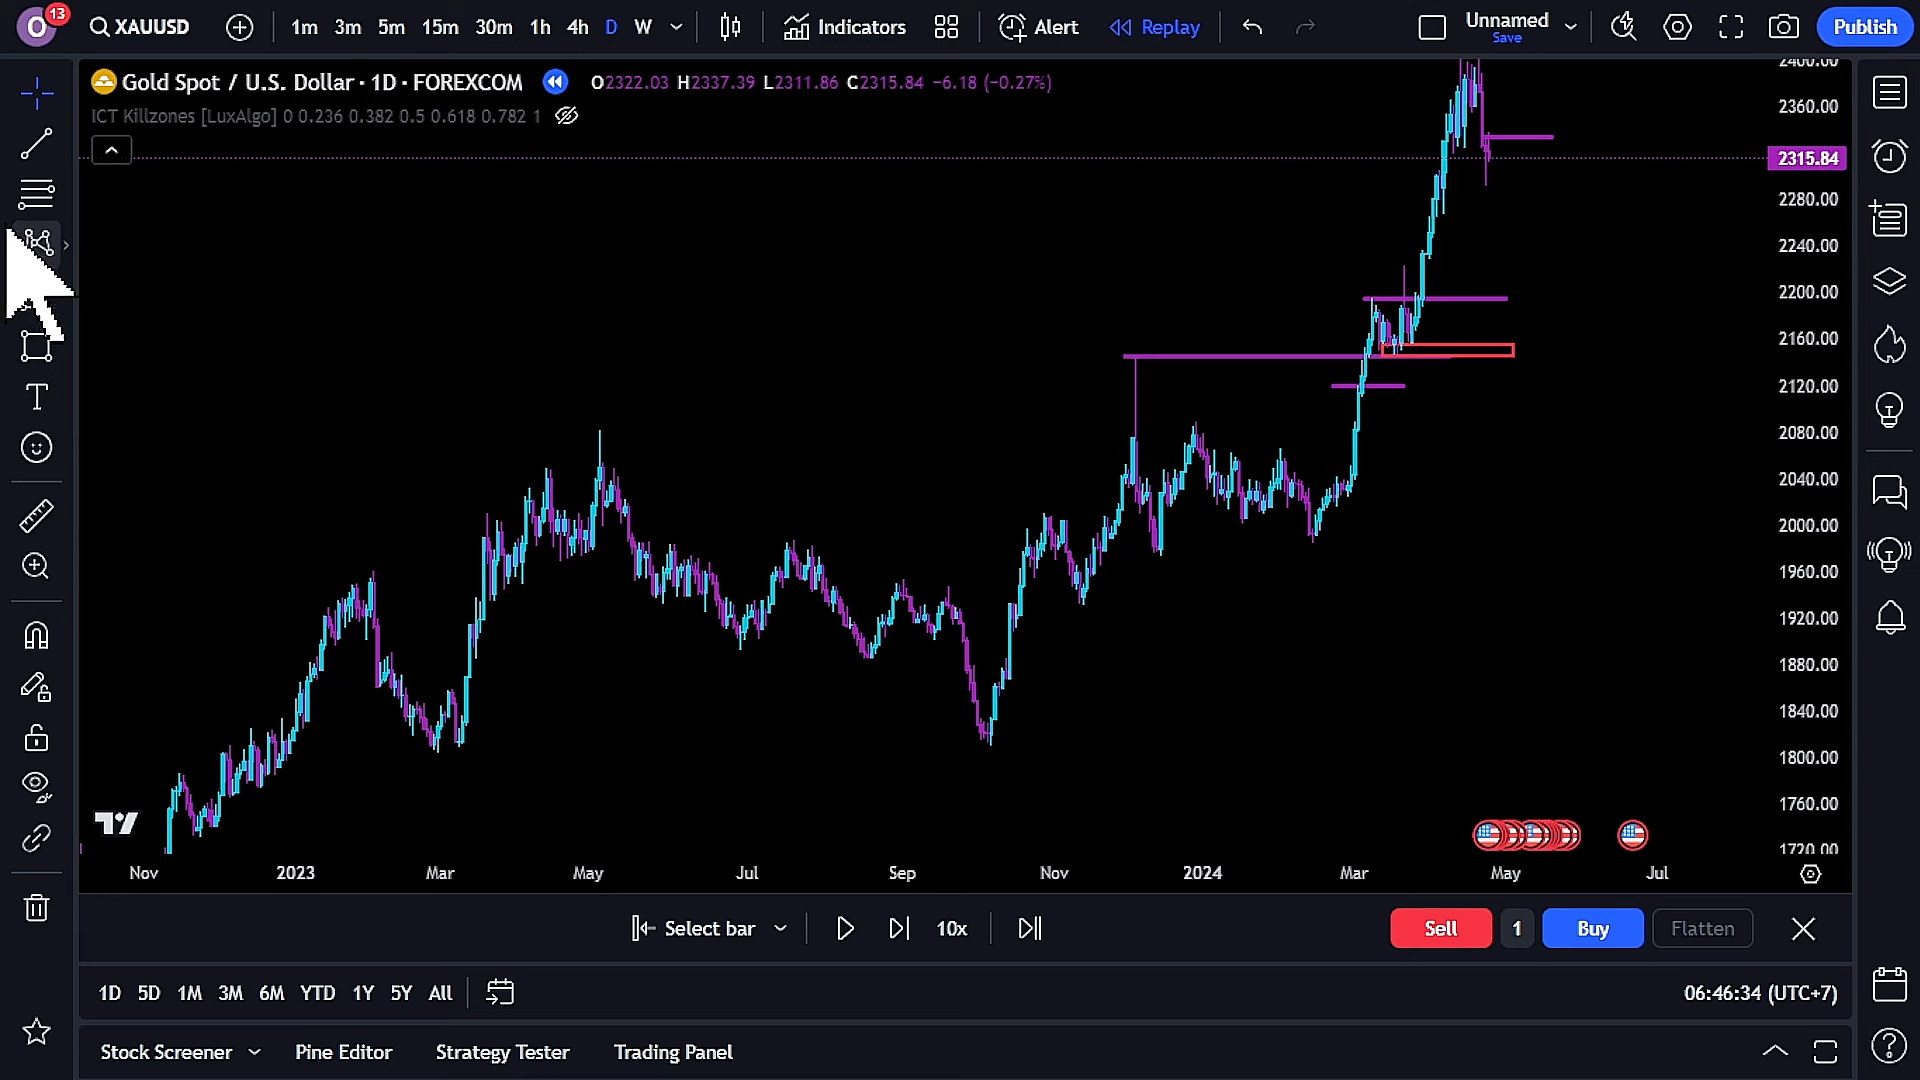 O 13 XAUUSD 1m 3m 5m 15m 30m 1h 4h D W Indicators Alert Replay Unnamed Save Publish
Gold Spot / U.S. Dollar · 1D · FOREXCOM O2322.03 H2337.39 L2311.86 C2315.84 −6.18 (−0.27%)
ICT Killzones [LuxAlgo] 0 0.236 0.382 0.5 0.618 0.782 1
2400.00
2360.00
2315.84
2280.00
2240.00
2200.00
2160.00
2120.00
2080.00
2040.00
2000.00
1960.00
1920.00
1880.00
1840.00
1800.00
1760.00
1720.00
Nov 2023 Mar May Jul Sep Nov 2024 Mar May Jul
Select bar 10x Sell 1 Buy Flatten
1D 5D 1M 3M 6M YTD 1Y 5Y All 06:46:34 (UTC+7)
Stock Screener Pine Editor Strategy Tester Trading Panel